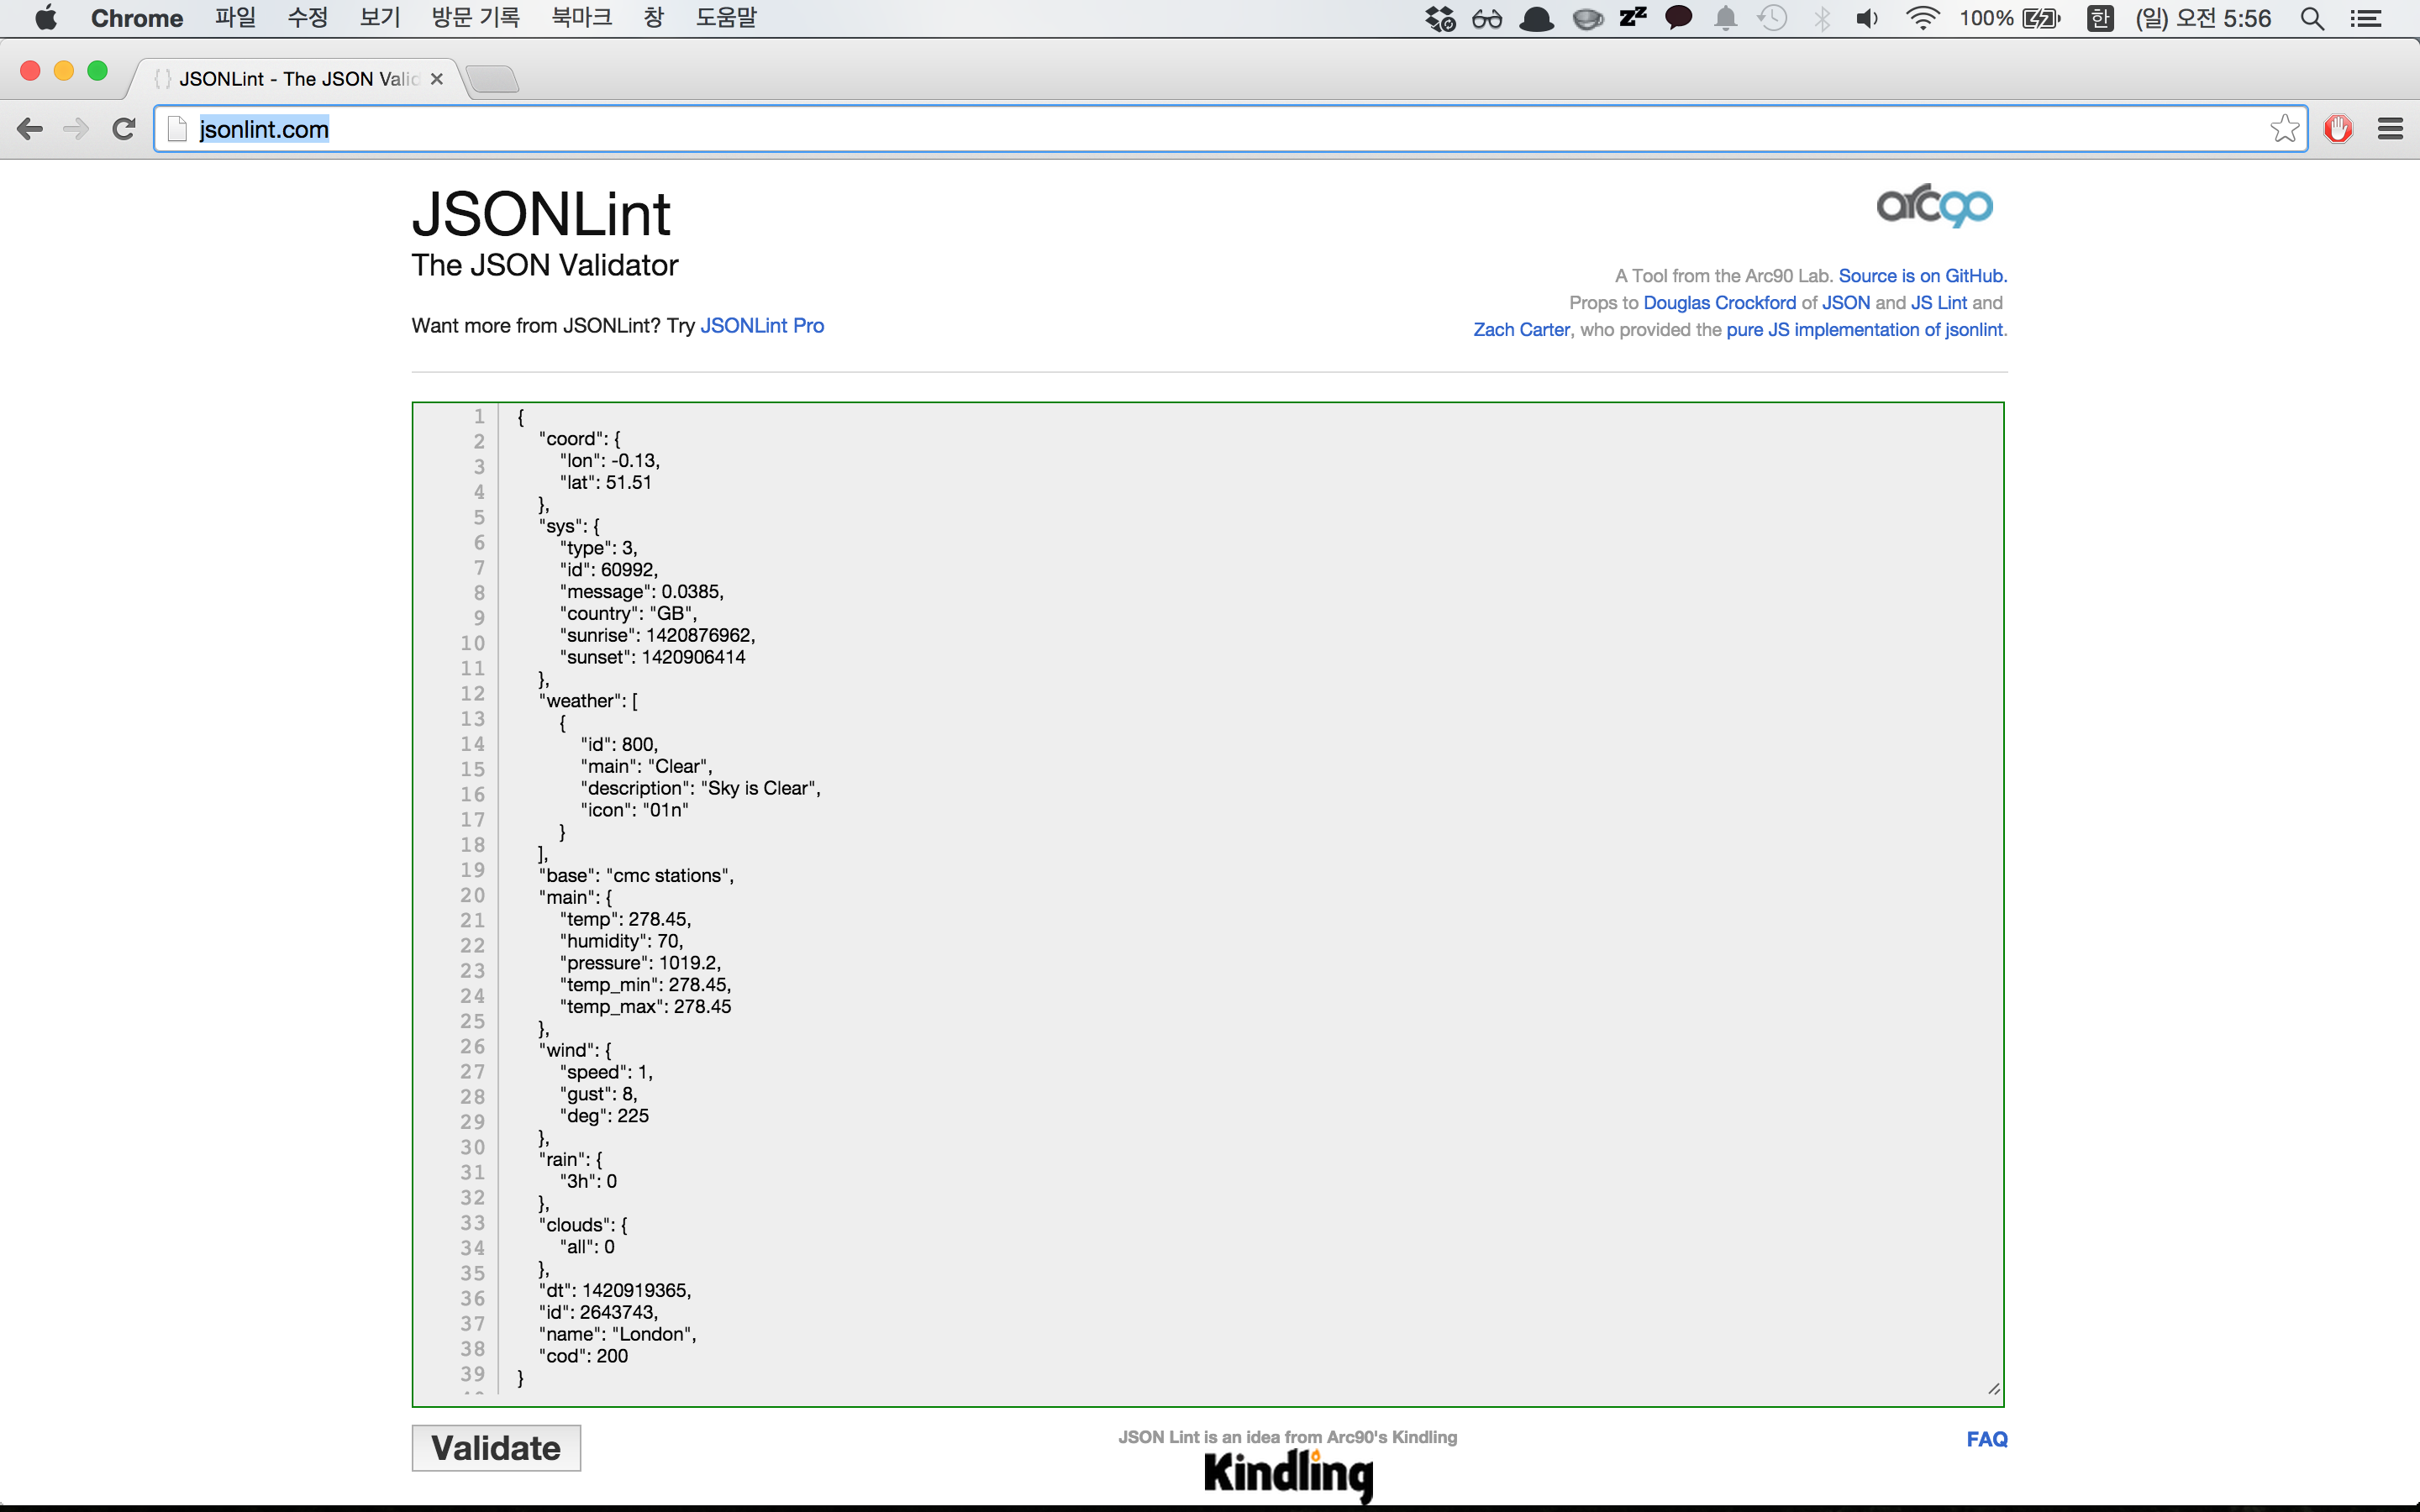 Chrome 파일 수정 보기 방문 기록 북마크 창 도움말 zzz 100% 한 (일) 오전 5:56
{ } JSONLint - The JSON Valid
jsonlint.com
JSONLint
The JSON Validator
Want more from JSONLint? Try JSONLint Pro
arc90
A Tool from the Arc90 Lab. Source is on GitHub.
Props to Douglas Crockford of JSON and JS Lint and
Zach Carter, who provided the pure JS implementation of jsonlint.
1 {
2 "coord": {
3 "lon": -0.13,
4 "lat": 51.51
5 },
6 "sys": {
7 "type": 3,
8 "id": 60992,
9 "message": 0.0385,
10 "country": "GB",
11 "sunrise": 1420876962,
12 "sunset": 1420906414
13 },
14 "weather": [
15 {
16 "id": 800,
17 "main": "Clear",
18 "description": "Sky is Clear",
19 "icon": "01n"
20 }
21 ],
22 "base": "cmc stations",
23 "main": {
24 "temp": 278.45,
25 "humidity": 70,
26 "pressure": 1019.2,
27 "temp_min": 278.45,
28 "temp_max": 278.45
29 },
30 "wind": {
31 "speed": 1,
32 "gust": 8,
33 "deg": 225
34 },
35 "rain": {
36 "3h": 0
37 },
38 "clouds": {
39 "all": 0
},
"dt": 1420919365,
"id": 2643743,
"name": "London",
"cod": 200
}
Validate
JSON Lint is an idea from Arc90's Kindling
Kindling
FAQ